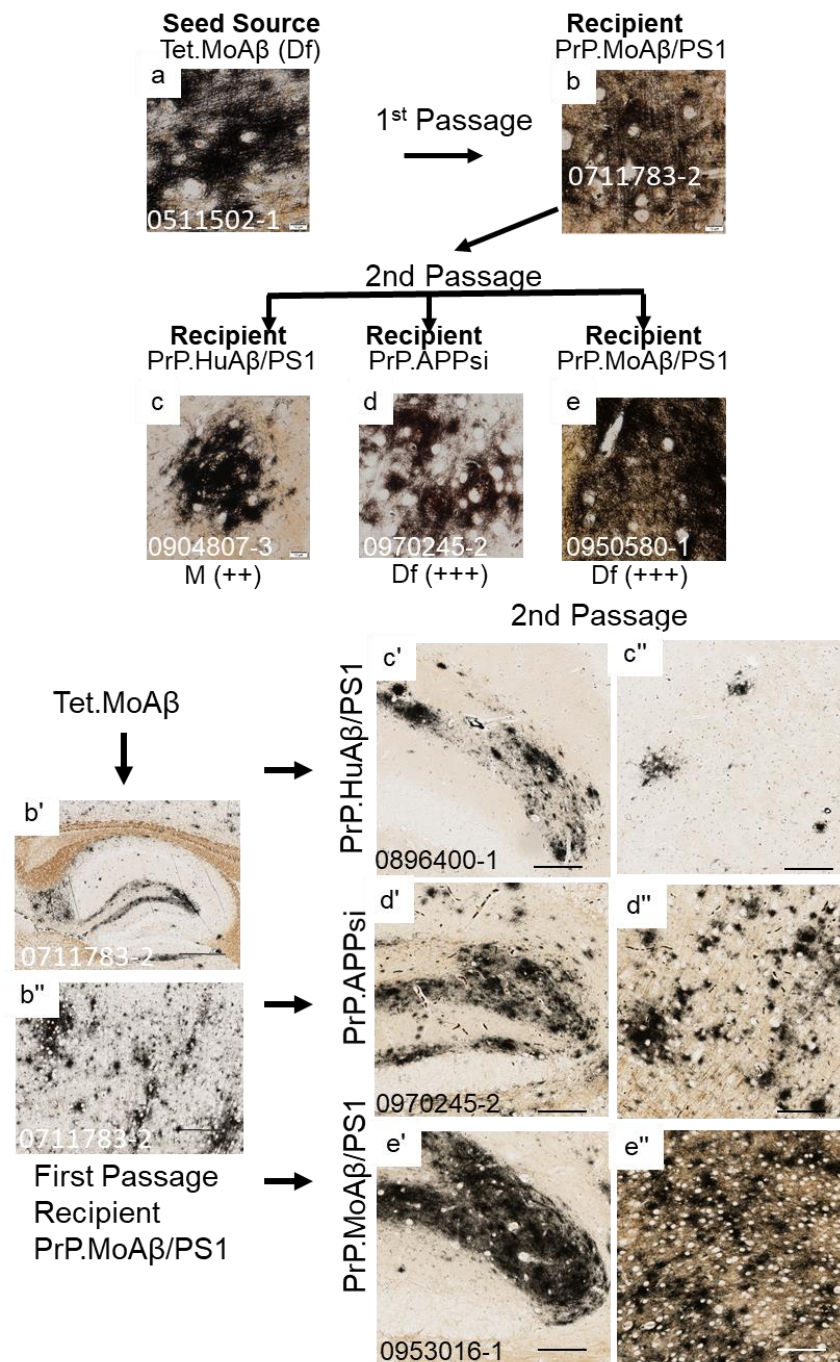 Seed Source
Tet.MoAβ (Df)
a
0511502-1
1st Passage
Recipient
PrP.MoAβ/PS1
b
0711783-2
2nd Passage
Recipient
PrP.HuAβ/PS1
c
0904807-3
M (++)
Recipient
PrP.APPsi
d
0970245-2
Df (+++)
Recipient
PrP.MoAβ/PS1
e
0950580-1
Df (+++)
2nd Passage
Tet.MoAβ
b'
0711783-2
b"
0711783-2
First Passage
Recipient
PrP.MoAβ/PS1
PrP.HuAβ/PS1
c'
0896400-1
c"
PrP.APPsi
d'
0970245-2
d"
PrP.MoAβ/PS1
e'
0953016-1
e"